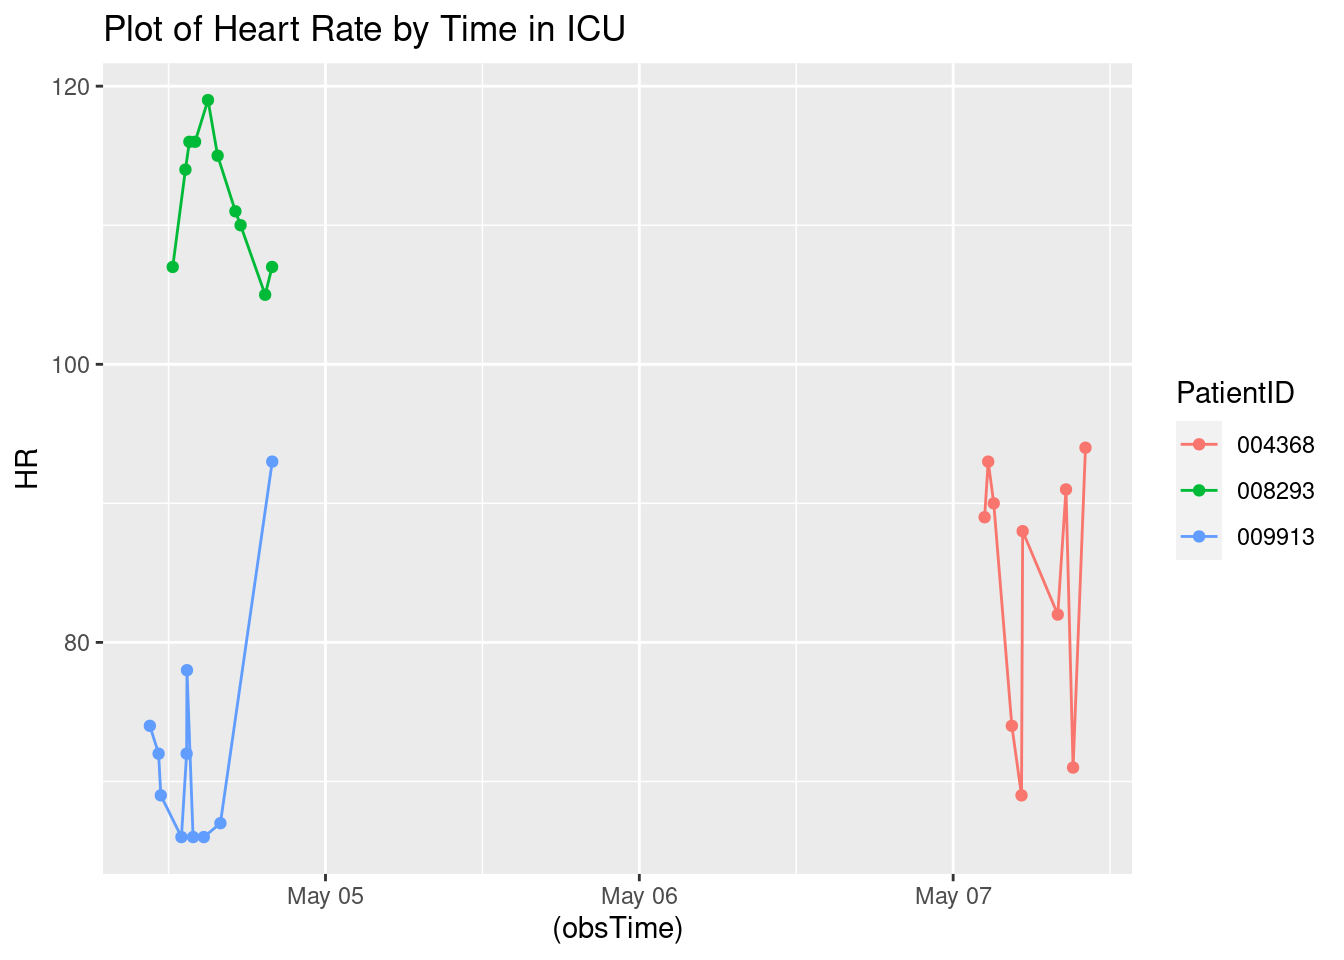 Plot of Heart Rate by Time in ICU
120
100
80
HR
May 05 May 06 May 07
(obsTime)
PatientID
004368
008293
009913